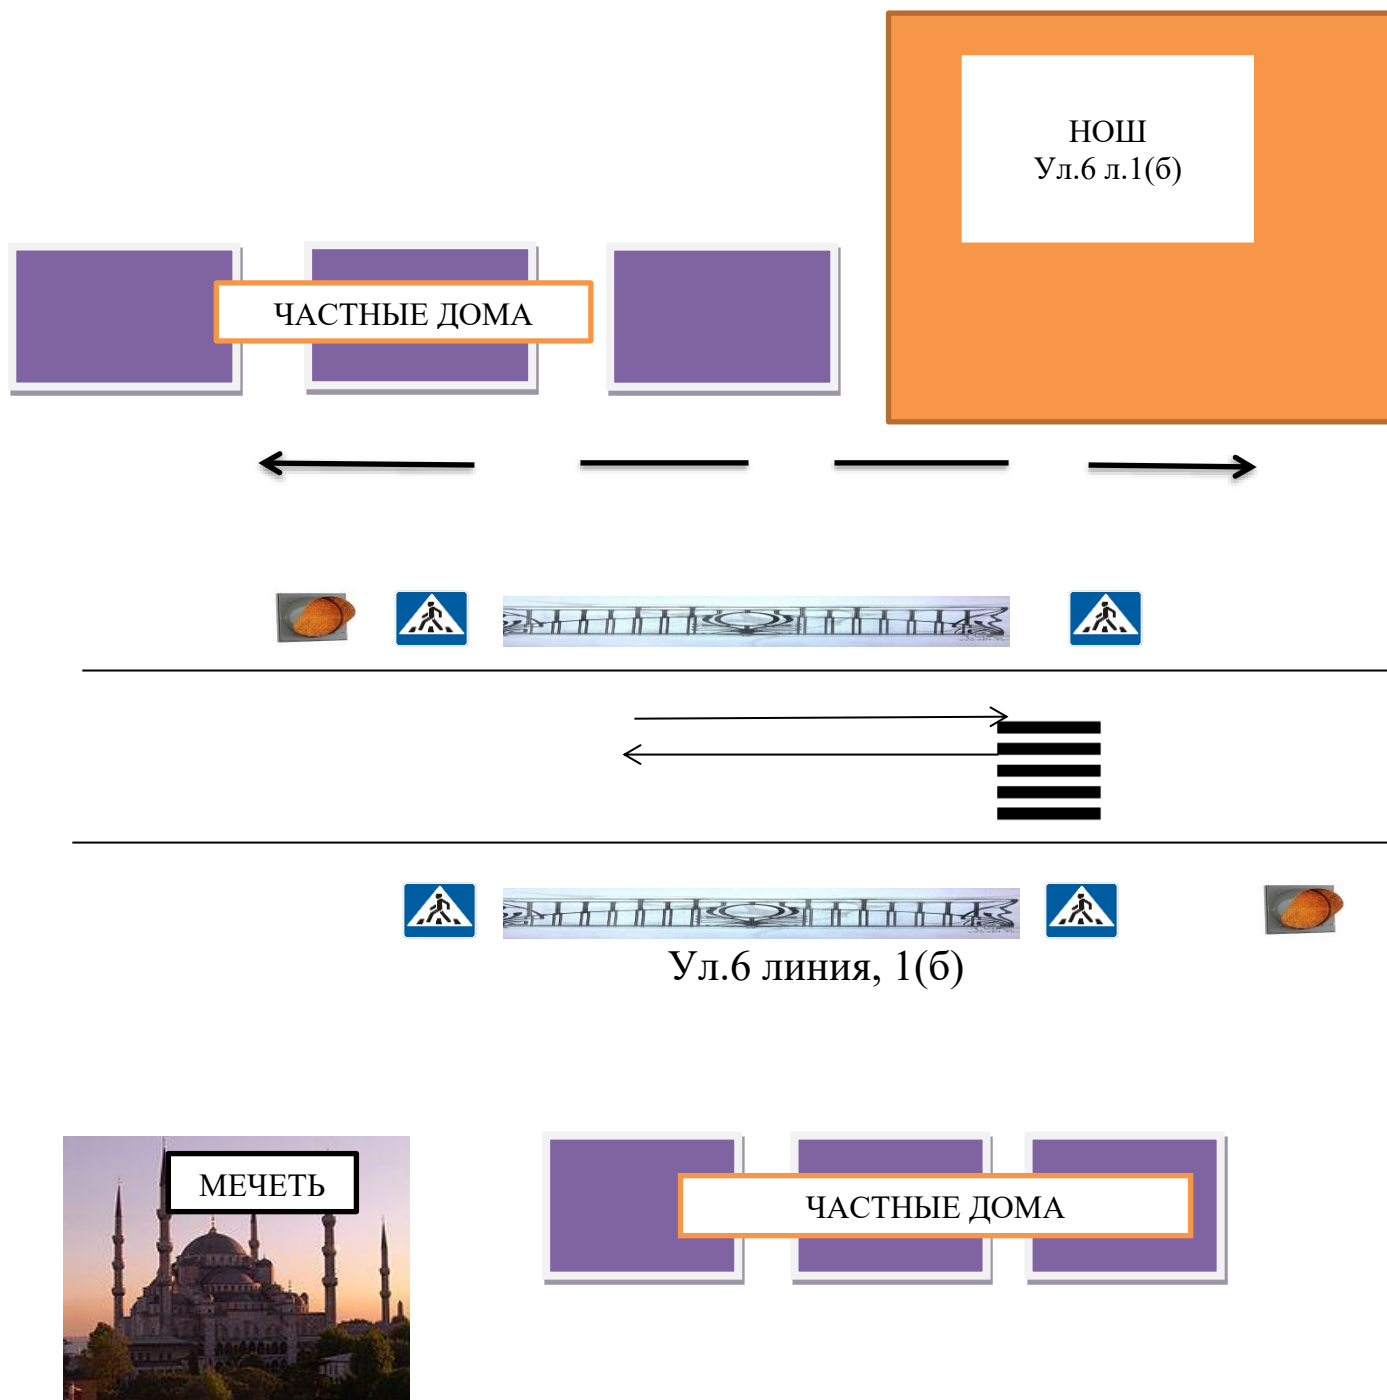 НОШ
Ул.6 л.1(б)
ЧАСТНЫЕ ДОМА
Ул.6 линия, 1(б)
МЕЧЕТЬ
ЧАСТНЫЕ ДОМА